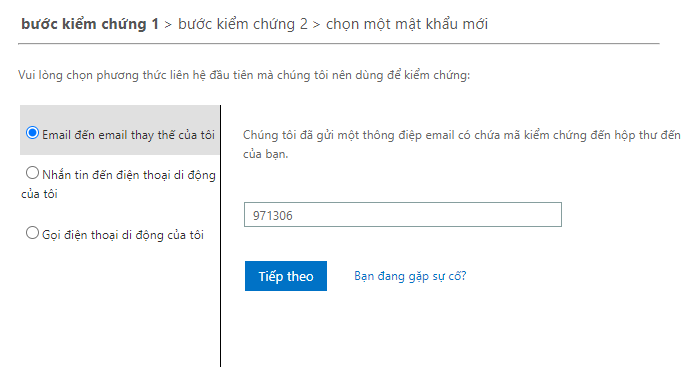 bước kiểm chứng 1 > bước kiểm chứng 2 > chọn một mật khẩu mới
Vui lòng chọn phương thức liên hệ đầu tiên mà chúng tôi nên dùng để kiểm chứng:
Email đến email thay thế của tôi
Nhắn tin đến điện thoại di động
của tôi
Gọi điện thoại di động của tôi
Chúng tôi đã gửi một thông điệp email có chứa mã kiểm chứng đến hộp thư đến
của bạn.
971306
Tiếp theo
Bạn đang gặp sự cố?